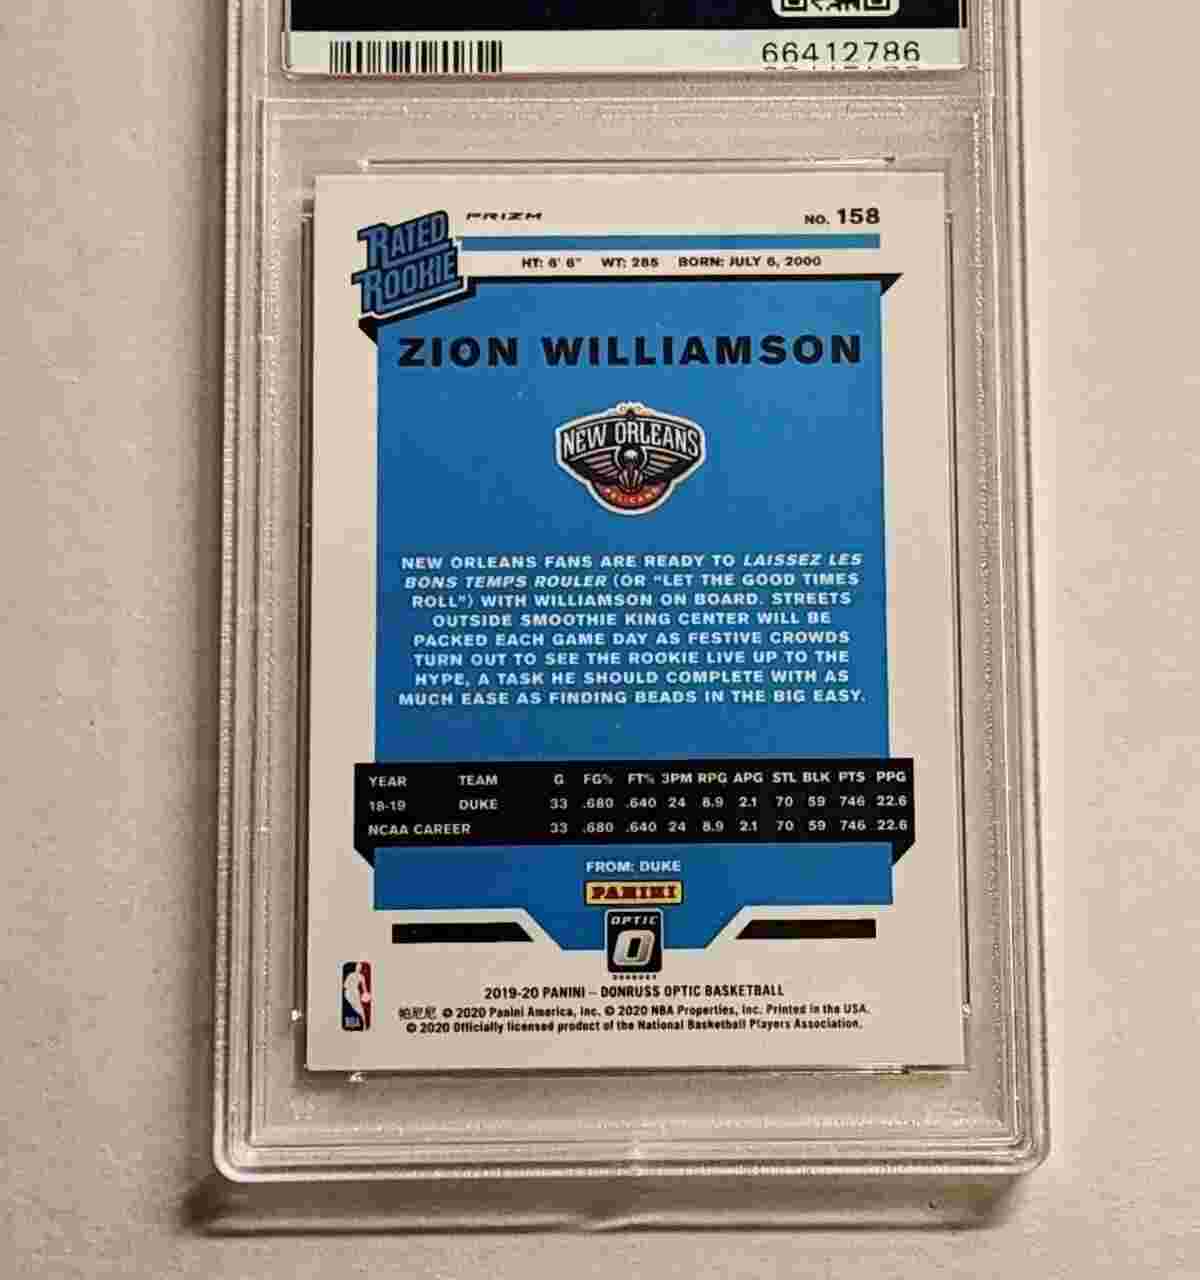 66412786
RATED
ROOKIE
PRIZM
NO. 158
HT: 6' 6" WT: 285 BORN: JULY 6, 2000
ZION WILLIAMSON
NEW ORLEANS
PELICANS
NEW ORLEANS FANS ARE READY TO LAISSEZ LES
BONS TEMPS ROULER (OR "LET THE GOOD TIMES
ROLL") WITH WILLIAMSON ON BOARD. STREETS
OUTSIDE SMOOTHIE KING CENTER WILL BE
PACKED EACH GAME DAY AS FESTIVE CROWDS
TURN OUT TO SEE THE ROOKIE LIVE UP TO THE
HYPE, A TASK HE SHOULD COMPLETE WITH AS
MUCH EASE AS FINDING BEADS IN THE BIG EASY.
YEAR TEAM G FG% FT% 3PM RPG APG STL BLK PTS PPG
18-19 DUKE 33 .680 .640 24 8.9 2.1 70 59 746 22.6
NCAA CAREER 33 .680 .640 24 8.9 2.1 70 59 746 22.6
FROM: DUKE
PANINI
OPTIC
O
DONRUSS
NBA
2019-20 PANINI – DONRUSS OPTIC BASKETBALL
帕尼尼 © 2020 Panini America, Inc. © 2020 NBA Properties, Inc. Printed in the USA.
© 2020 Officially licensed product of the National Basketball Players Association.